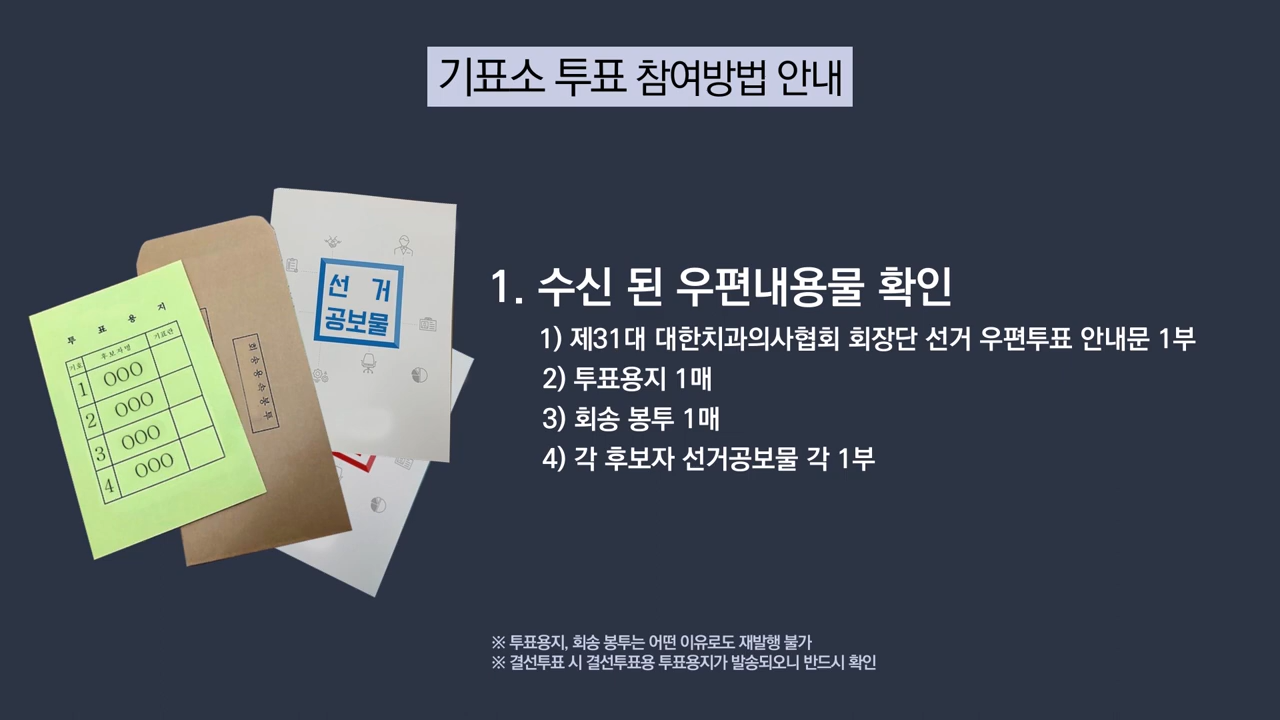 기표소 투표 참여방법 안내
선 거
공보물
투 표 용 지
기호 후보자명 기표란
1 OOO
2 OOO
3 OOO
4 OOO
회송용속봉투
1. 수신 된 우편내용물 확인
1) 제31대 대한치과의사협회 회장단 선거 우편투표 안내문 1부
2) 투표용지 1매
3) 회송 봉투 1매
4) 각 후보자 선거공보물 각 1부
※ 투표용지, 회송 봉투는 어떤 이유로도 재발행 불가
※ 결선투표 시 결선투표용 투표용지가 발송되오니 반드시 확인